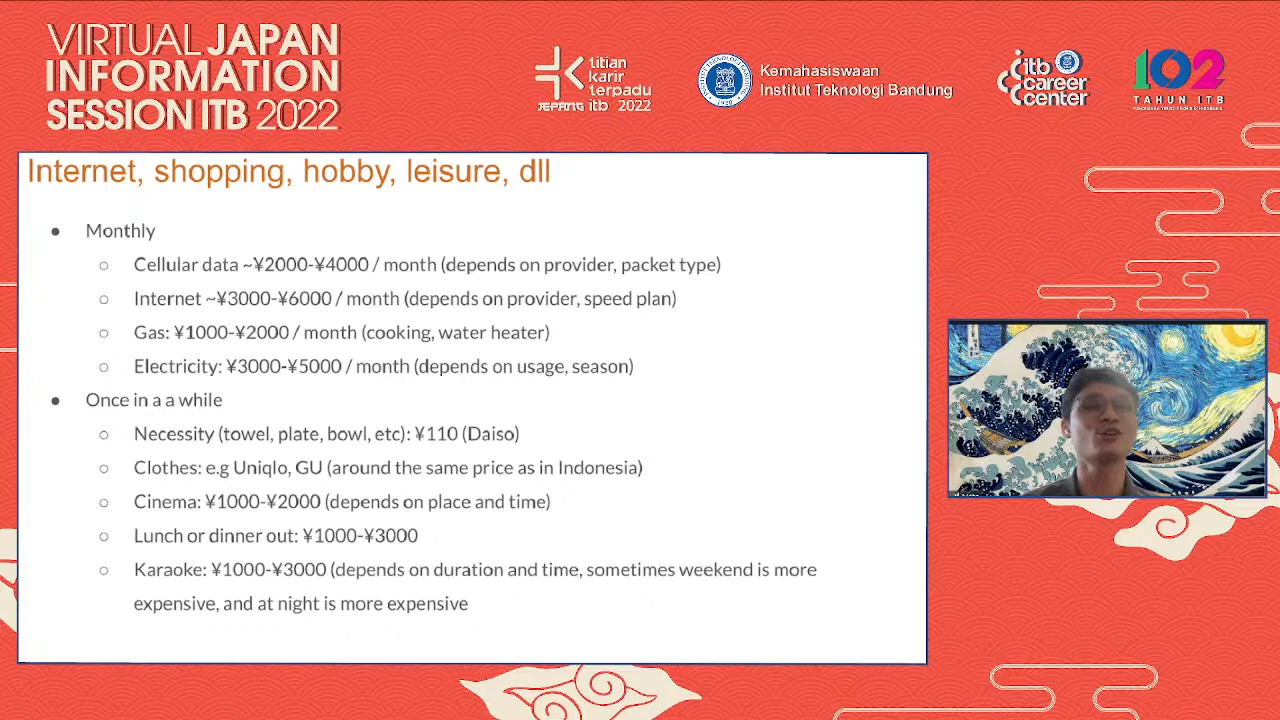 VIRTUAL JAPAN
INFORMATION
SESSION ITB 2022
titian
karir
terpadu
JEPANG itb 2022
Kemahasiswaan
Institut Teknologi Bandung
itb
career
center
102
TAHUN ITB
Internet, shopping, hobby, leisure, dll
● Monthly
○ Cellular data ~¥2000-¥4000 / month (depends on provider, packet type)
○ Internet ~¥3000-¥6000 / month (depends on provider, speed plan)
○ Gas: ¥1000-¥2000 / month (cooking, water heater)
○ Electricity: ¥3000-¥5000 / month (depends on usage, season)
● Once in a a while
○ Necessity (towel, plate, bowl, etc): ¥110 (Daiso)
○ Clothes: e.g Uniqlo, GU (around the same price as in Indonesia)
○ Cinema: ¥1000-¥2000 (depends on place and time)
○ Lunch or dinner out: ¥1000-¥3000
○ Karaoke: ¥1000-¥3000 (depends on duration and time, sometimes weekend is more
expensive, and at night is more expensive